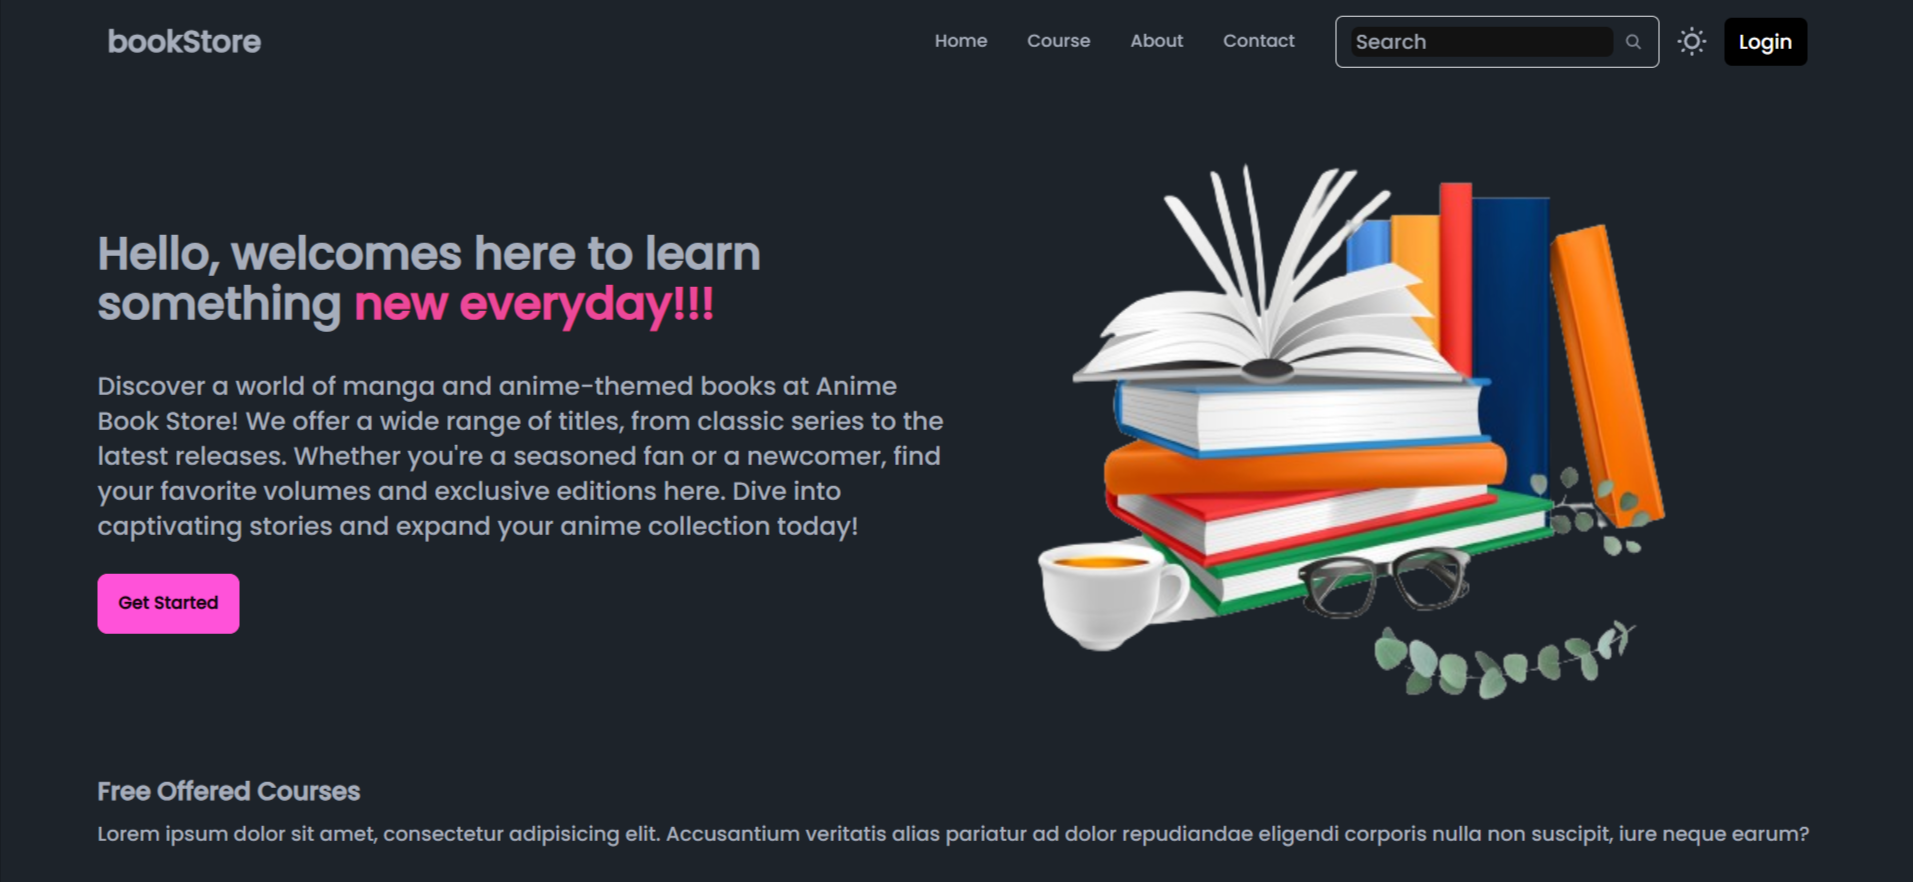 bookStore
Home
Course
About
Contact
Search
Login
Hello, welcomes here to learn
something new everyday!!!
Discover a world of manga and anime-themed books at Anime
Book Store! We offer a wide range of titles, from classic series to the
latest releases. Whether you're a seasoned fan or a newcomer, find
your favorite volumes and exclusive editions here. Dive into
captivating stories and expand your anime collection today!
Get Started
Free Offered Courses
Lorem ipsum dolor sit amet, consectetur adipisicing elit. Accusantium veritatis alias pariatur ad dolor repudiandae eligendi corporis nulla non suscipit, iure neque earum?